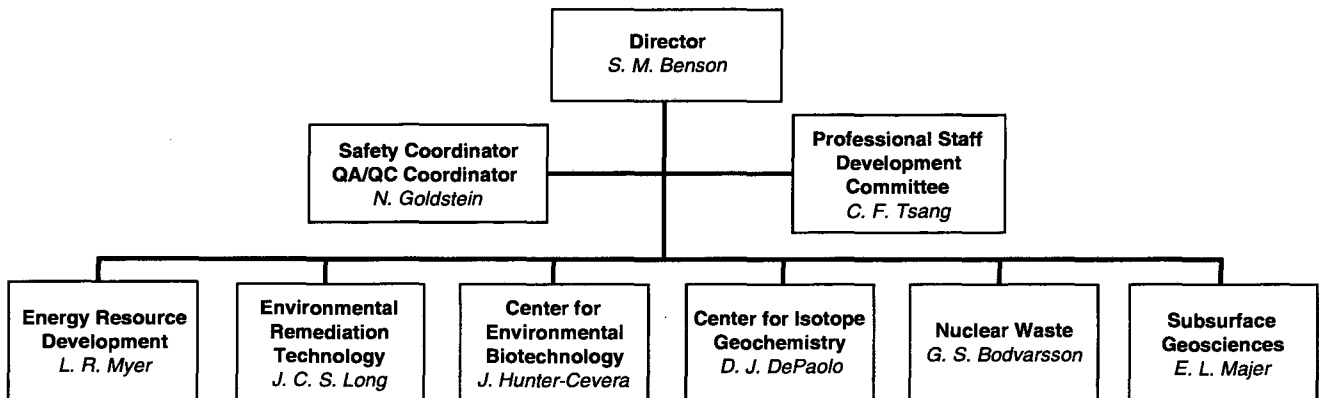 Director
S. M. Benson
Safety Coordinator
QA/QC Coordinator
N. Goldstein
Professional Staff
Development
Committee
C. F. Tsang
Energy Resource
Development
L. R. Myer
Environmental
Remediation
Technology
J. C. S. Long
Center for
Environmental
Biotechnology
J. Hunter-Cevera
Center for Isotope
Geochemistry
D. J. DePaolo
Nuclear Waste
G. S. Bodvarsson
Subsurface
Geosciences
E. L. Majer